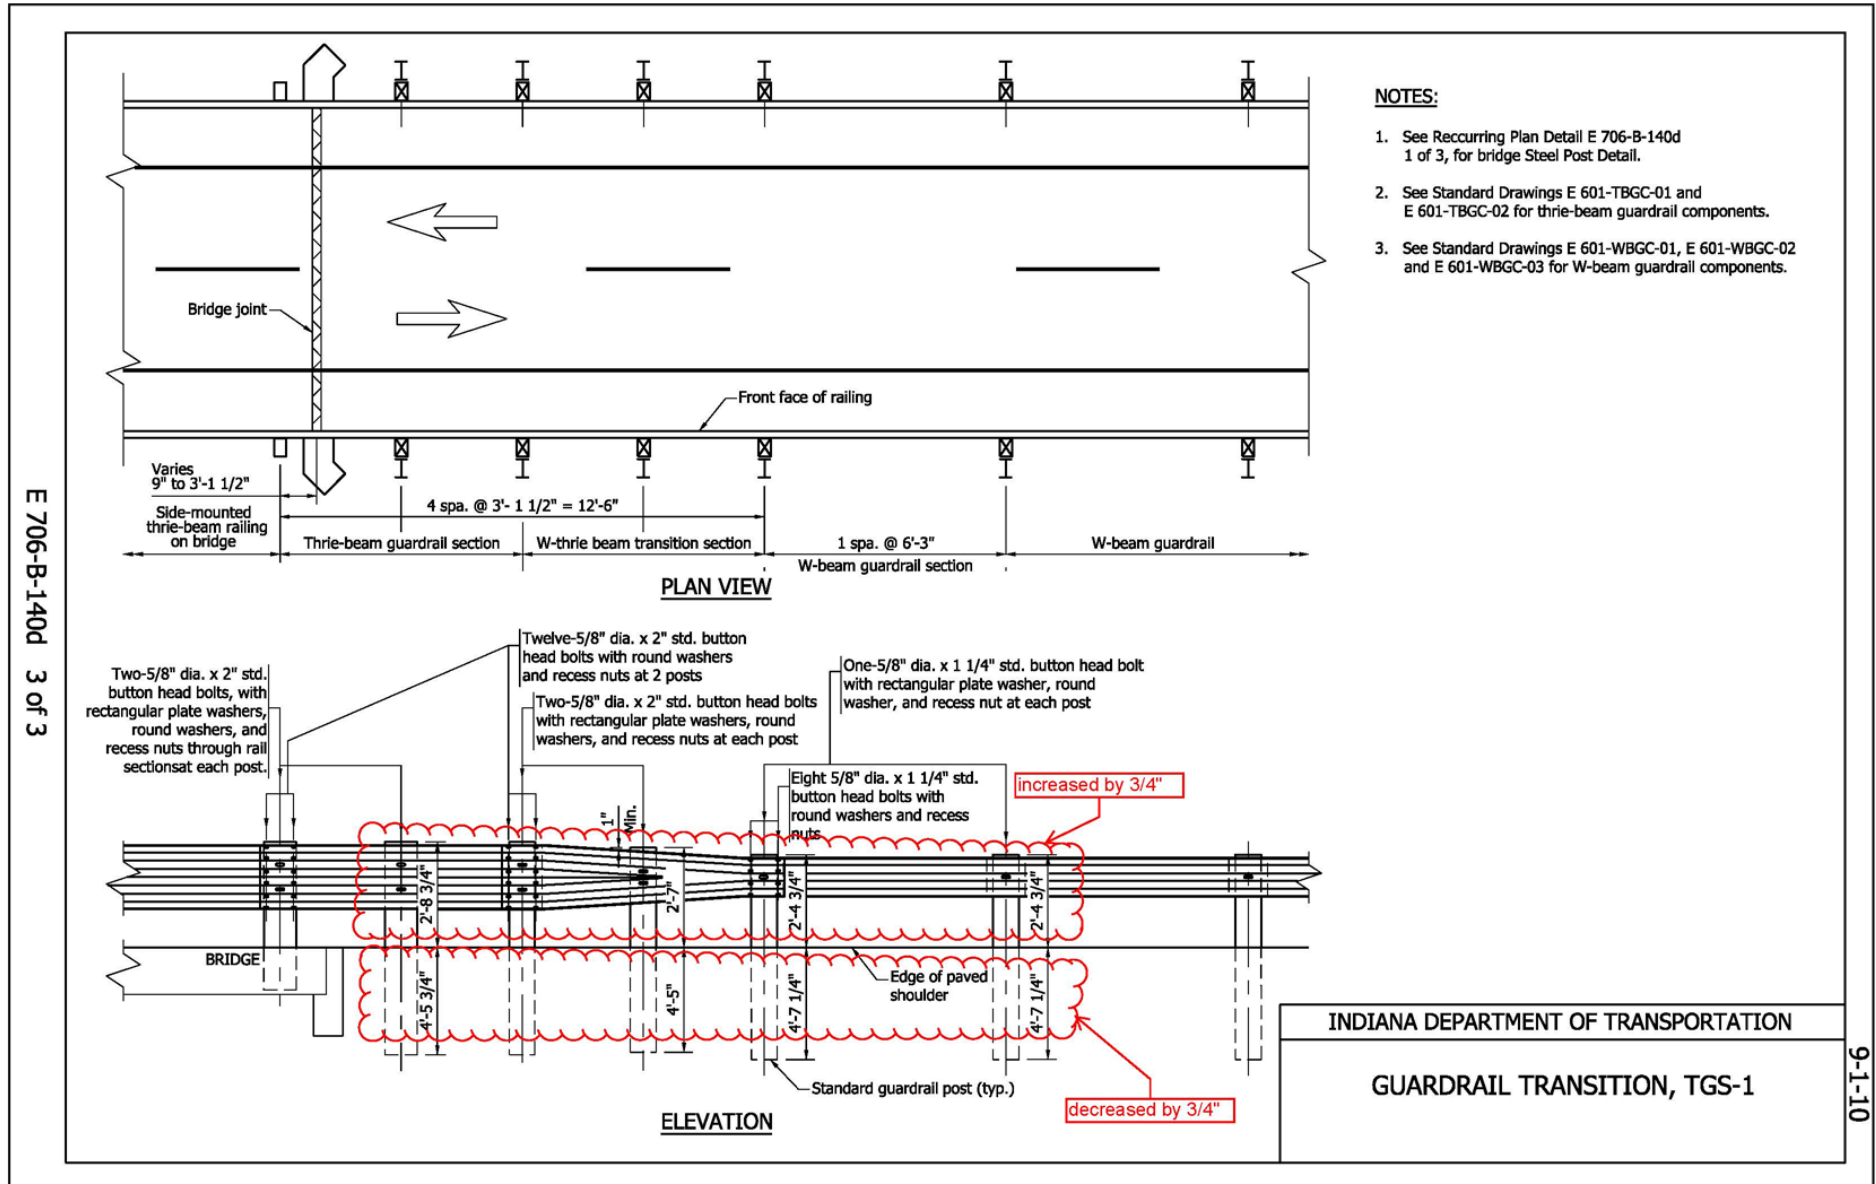 NOTES:
1. See Reccurring Plan Detail E 706-B-140d
1 of 3, for bridge Steel Post Detail.
2. See Standard Drawings E 601-TBGC-01 and
E 601-TBGC-02 for thrie-beam guardrail components.
3. See Standard Drawings E 601-WBGC-01, E 601-WBGC-02
and E 601-WBGC-03 for W-beam guardrail components.
Bridge joint
Front face of railing
Varies
9" to 3'-1 1/2"
4 spa. @ 3'- 1 1/2" = 12'-6"
Side-mounted
thrie-beam railing
on bridge
Thrie-beam guardrail section
W-thrie beam transition section
1 spa. @ 6'-3"
W-beam guardrail section
W-beam guardrail
PLAN VIEW
Two-5/8" dia. x 2" std.
button head bolts, with
rectangular plate washers,
round washers, and
recess nuts through rail
sectionsat each post.
Twelve-5/8" dia. x 2" std. button
head bolts with round washers
and recess nuts at 2 posts
Two-5/8" dia. x 2" std. button head bolts
with rectangular plate washers, round
washers, and recess nuts at each post
One-5/8" dia. x 1 1/4" std. button head bolt
with rectangular plate washer, round
washer, and recess nut at each post
Eight 5/8" dia. x 1 1/4" std.
button head bolts with
round washers and recess
nuts
increased by 3/4"
1"
Min.
2'-8 3/4"
2'-7"
2'-4 3/4"
2'-4 3/4"
BRIDGE
Edge of paved
shoulder
4'-5 3/4"
4'-5"
4'-7 1/4"
4'-7 1/4"
Standard guardrail post (typ.)
decreased by 3/4"
ELEVATION
INDIANA DEPARTMENT OF TRANSPORTATION
GUARDRAIL TRANSITION, TGS-1
E 706-B-140d 3 of 3
9-1-10